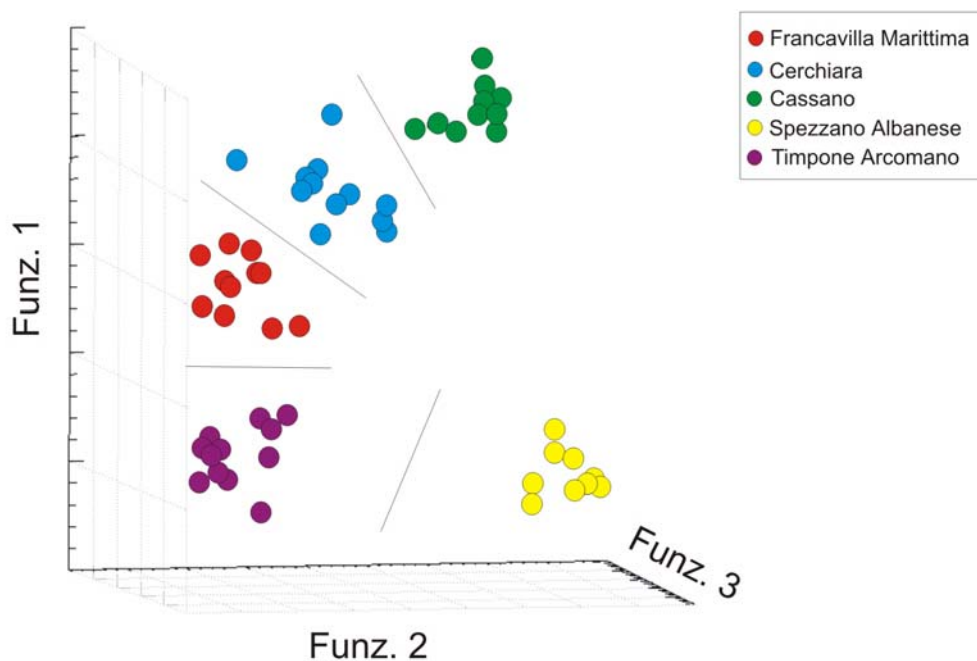 Francavilla Marittima
Cerchiara
Cassano
Spezzano Albanese
Timpone Arcomano
Funz. 1
Funz. 3
Funz. 2